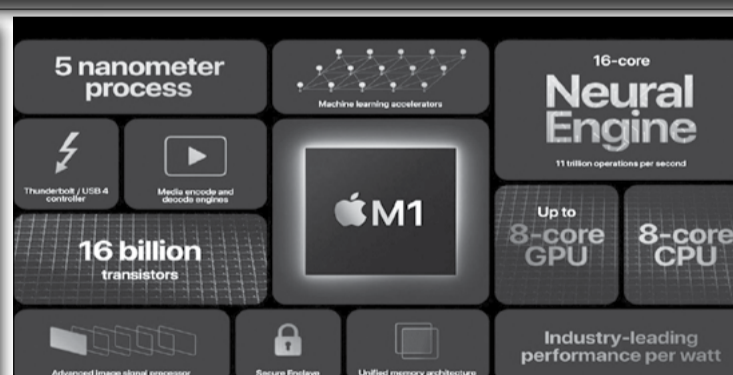 5 nanometer
process
Machine learning accelerators
16-core
Neural
Engine
11 trillion operations per second
Thunderbolt / USB 4
controller
Media encode and
decode engines
M1
Up to
8-core
GPU
8-core
CPU
16 billion
transistors
Advanced image signal processor
Secure Enclave
Unified memory architecture
Industry-leading
performance per watt